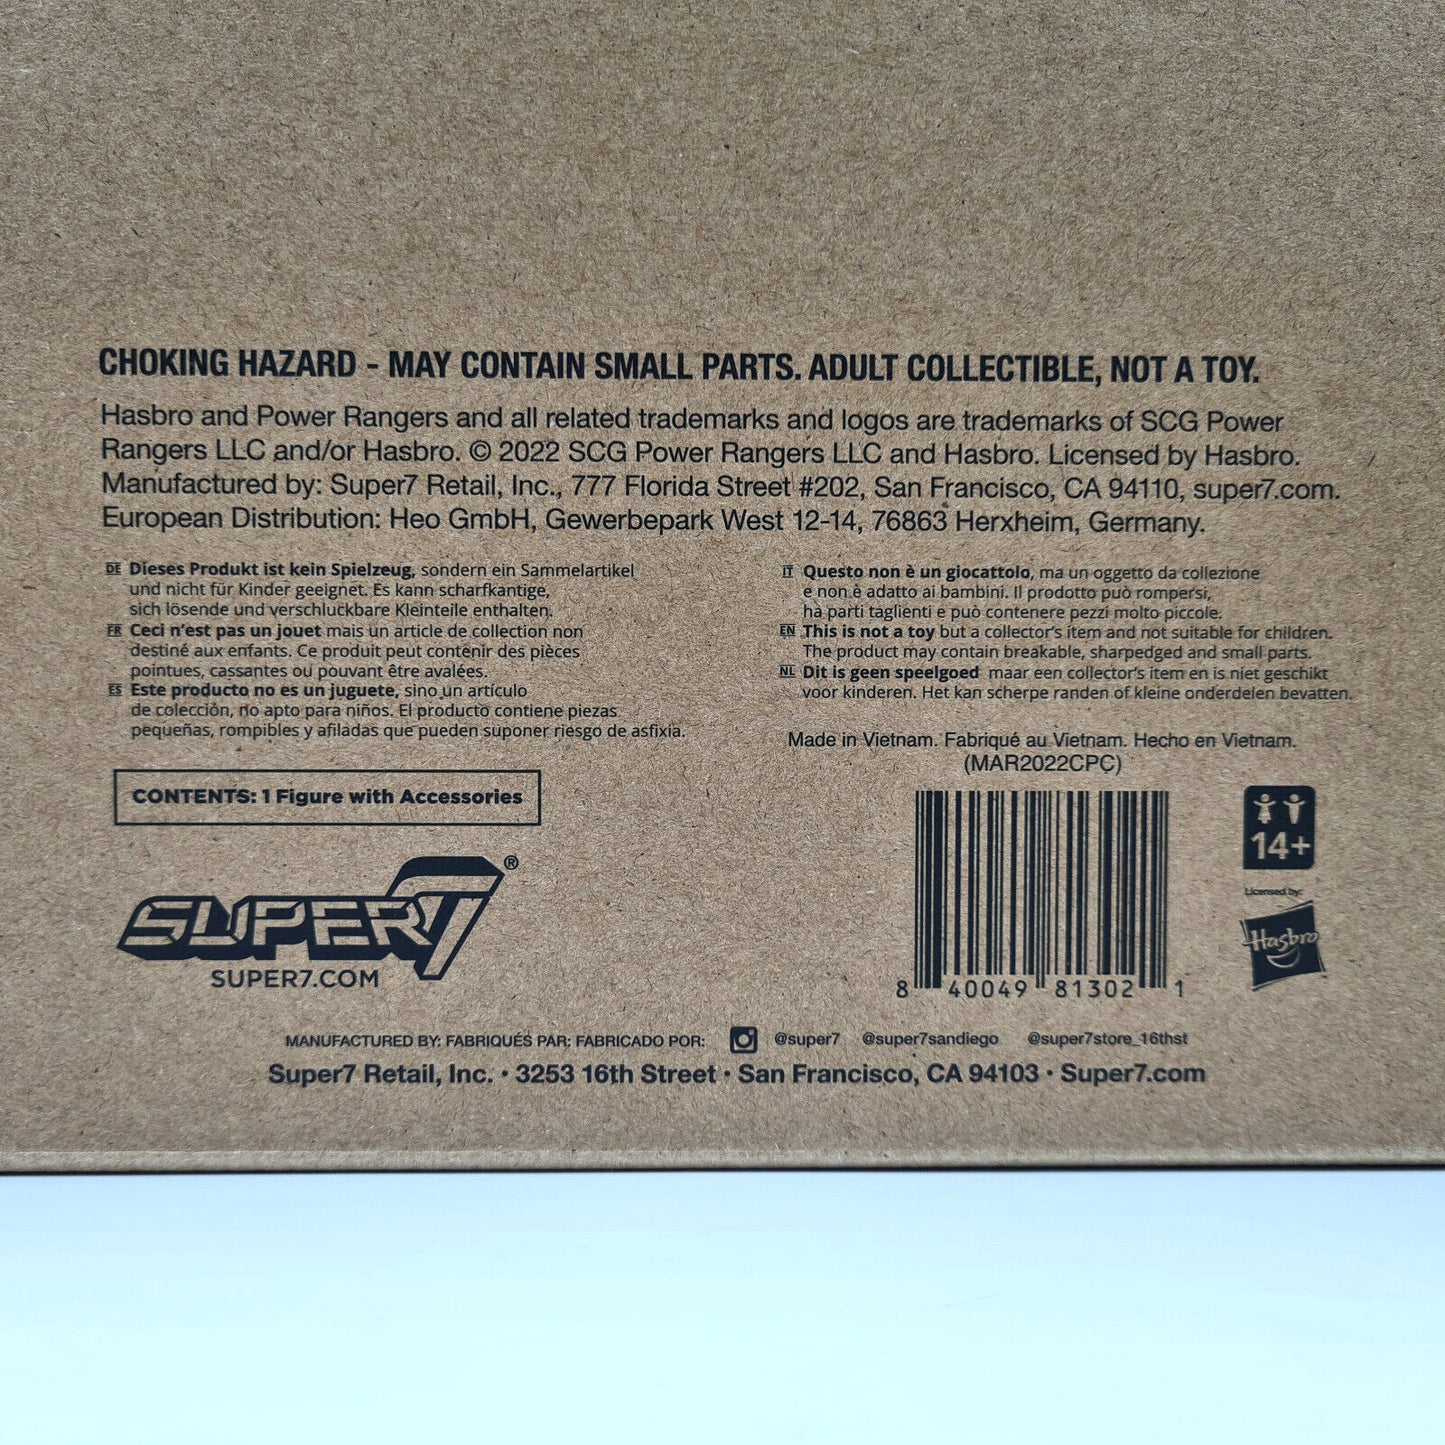 CHOKING HAZARD - MAY CONTAIN SMALL PARTS. ADULT COLLECTIBLE, NOT A TOY.
Hasbro and Power Rangers and all related trademarks and logos are trademarks of SCG Power
Rangers LLC and/or Hasbro. © 2022 SCG Power Rangers LLC and Hasbro. Licensed by Hasbro.
Manufactured by: Super7 Retail, Inc., 777 Florida Street #202, San Francisco, CA 94110, super7.com.
European Distribution: Heo GmbH, Gewerbepark West 12-14, 76863 Herxheim, Germany.
DE Dieses Produkt ist kein Spielzeug, sondern ein Sammelartikel
und nicht für Kinder geeignet. Es kann scharfkantige,
sich lösende und verschluckbare Kleinteile enthalten.
FR Ceci n'est pas un jouet mais un article de collection non
destiné aux enfants. Ce produit peut contenir des pièces
pointues, cassantes ou pouvant être avalées.
ES Este producto no es un juguete, sino un artículo
de colección, no apto para niños. El producto contiene piezas
pequeñas, rompibles y afiladas que pueden suponer riesgo de asfixia.
IT Questo non è un giocattolo, ma un oggetto da collezione
e non è adatto ai bambini. Il prodotto può rompersi,
ha parti taglienti e può contenere pezzi molto piccole.
EN This is not a toy but a collector's item and not suitable for children.
The product may contain breakable, sharpedged and small parts.
NL Dit is geen speelgoed maar een collector's item en is niet geschikt
voor kinderen. Het kan scherpe randen of kleine onderdelen bevatten.
Made in Vietnam. Fabriqué au Vietnam. Hecho en Vietnam.
(MAR2022CPC)
CONTENTS: 1 Figure with Accessories
SUPER7®
SUPER7.COM
8 40049 81302 1
14+
Licensed by:
Hasbro
MANUFACTURED BY: FABRIQUÉS PAR: FABRICADO POR: @super7 @super7sandiego @super7store_16thst
Super7 Retail, Inc. • 3253 16th Street • San Francisco, CA 94103 • Super7.com